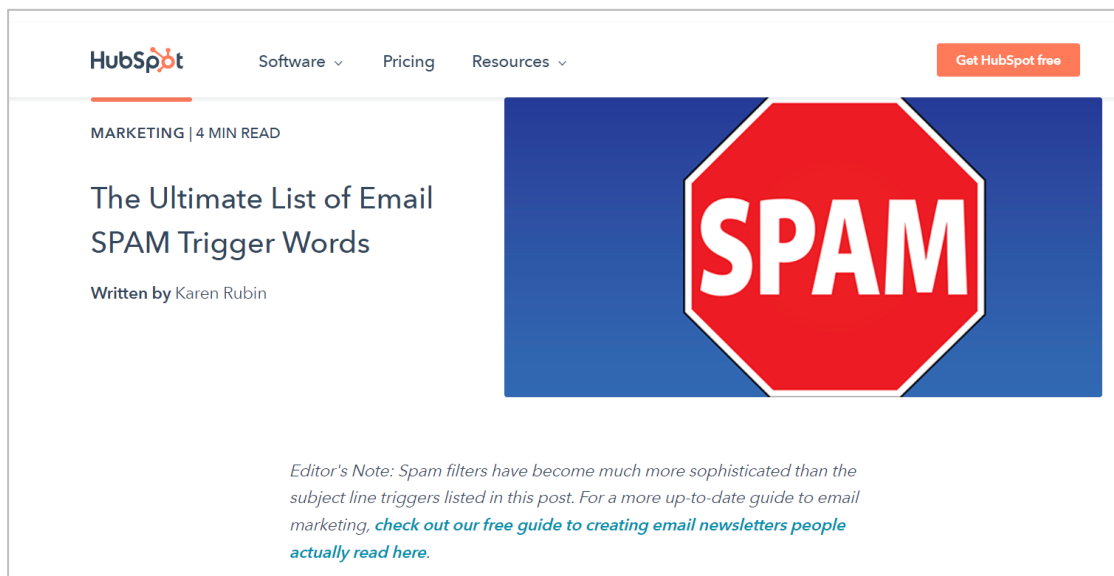 HubSpot
Software
Pricing
Resources
Get HubSpot free
MARKETING | 4 MIN READ
The Ultimate List of Email
SPAM Trigger Words
Written by Karen Rubin
SPAM
Editor's Note: Spam filters have become much more sophisticated than the
subject line triggers listed in this post. For a more up-to-date guide to email
marketing, check out our free guide to creating email newsletters people
actually read here.